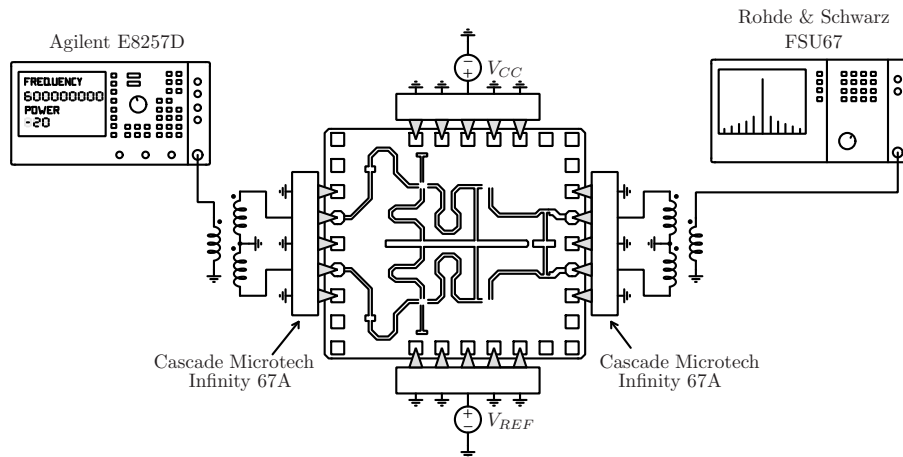 Rohde & Schwarz
FSU67
Agilent E8257D
V_CC
FREQUENCY
600000000
POWER
-20
Cascade Microtech
Infinity 67A
Cascade Microtech
Infinity 67A
V_REF